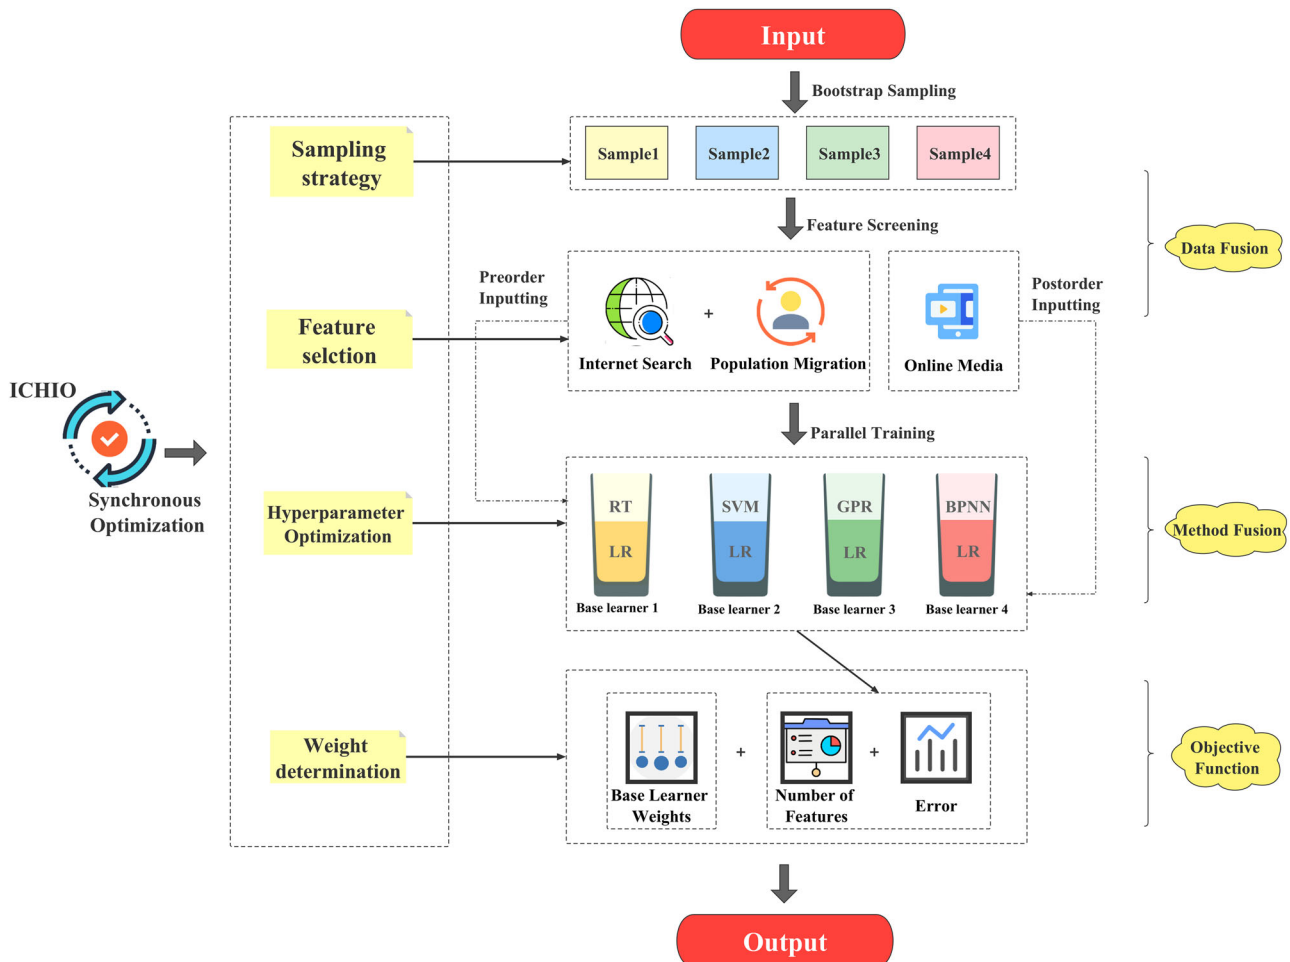 Input
Bootstrap Sampling
Sampling
strategy
Sample1
Sample2
Sample3
Sample4
Feature Screening
Data Fusion
Preorder
Inputting
Postorder
Inputting
Feature
selction
Internet Search
+
Population Migration
Online Media
ICHIO
Synchronous
Optimization
Parallel Training
Hyperparameter
Optimization
RT
LR
Base learner 1
SVM
LR
Base learner 2
GPR
LR
Base learner 3
BPNN
LR
Base learner 4
Method Fusion
Weight
determination
Base Learner
Weights
+
Number of
Features
+
Error
Objective
Function
Output